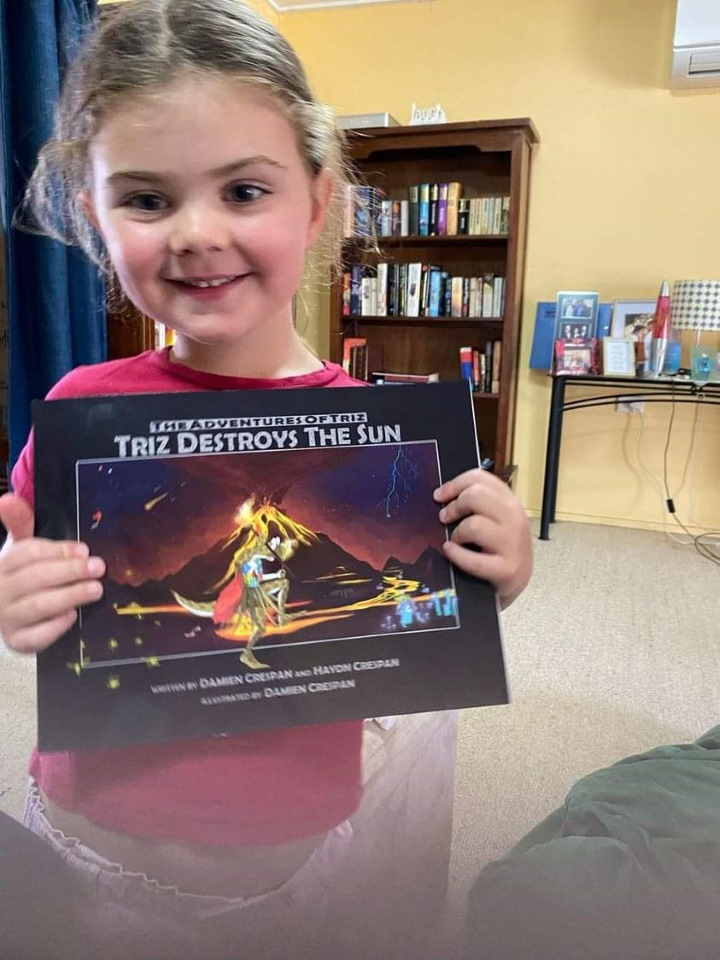 laugh
THE ADVENTURES OF TRIZ
TRIZ DESTROYS THE SUN
WRITTEN BY DAMIEN CRESPAN AND HAYDN CRESPAN
ILLUSTRATED BY DAMIEN CRESPAN